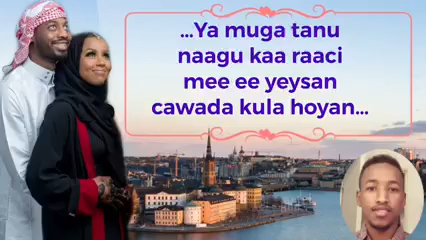 ...Ya muga tanu
naagu kaa raaci
mee ee yeysan
cawada kula hoyan...